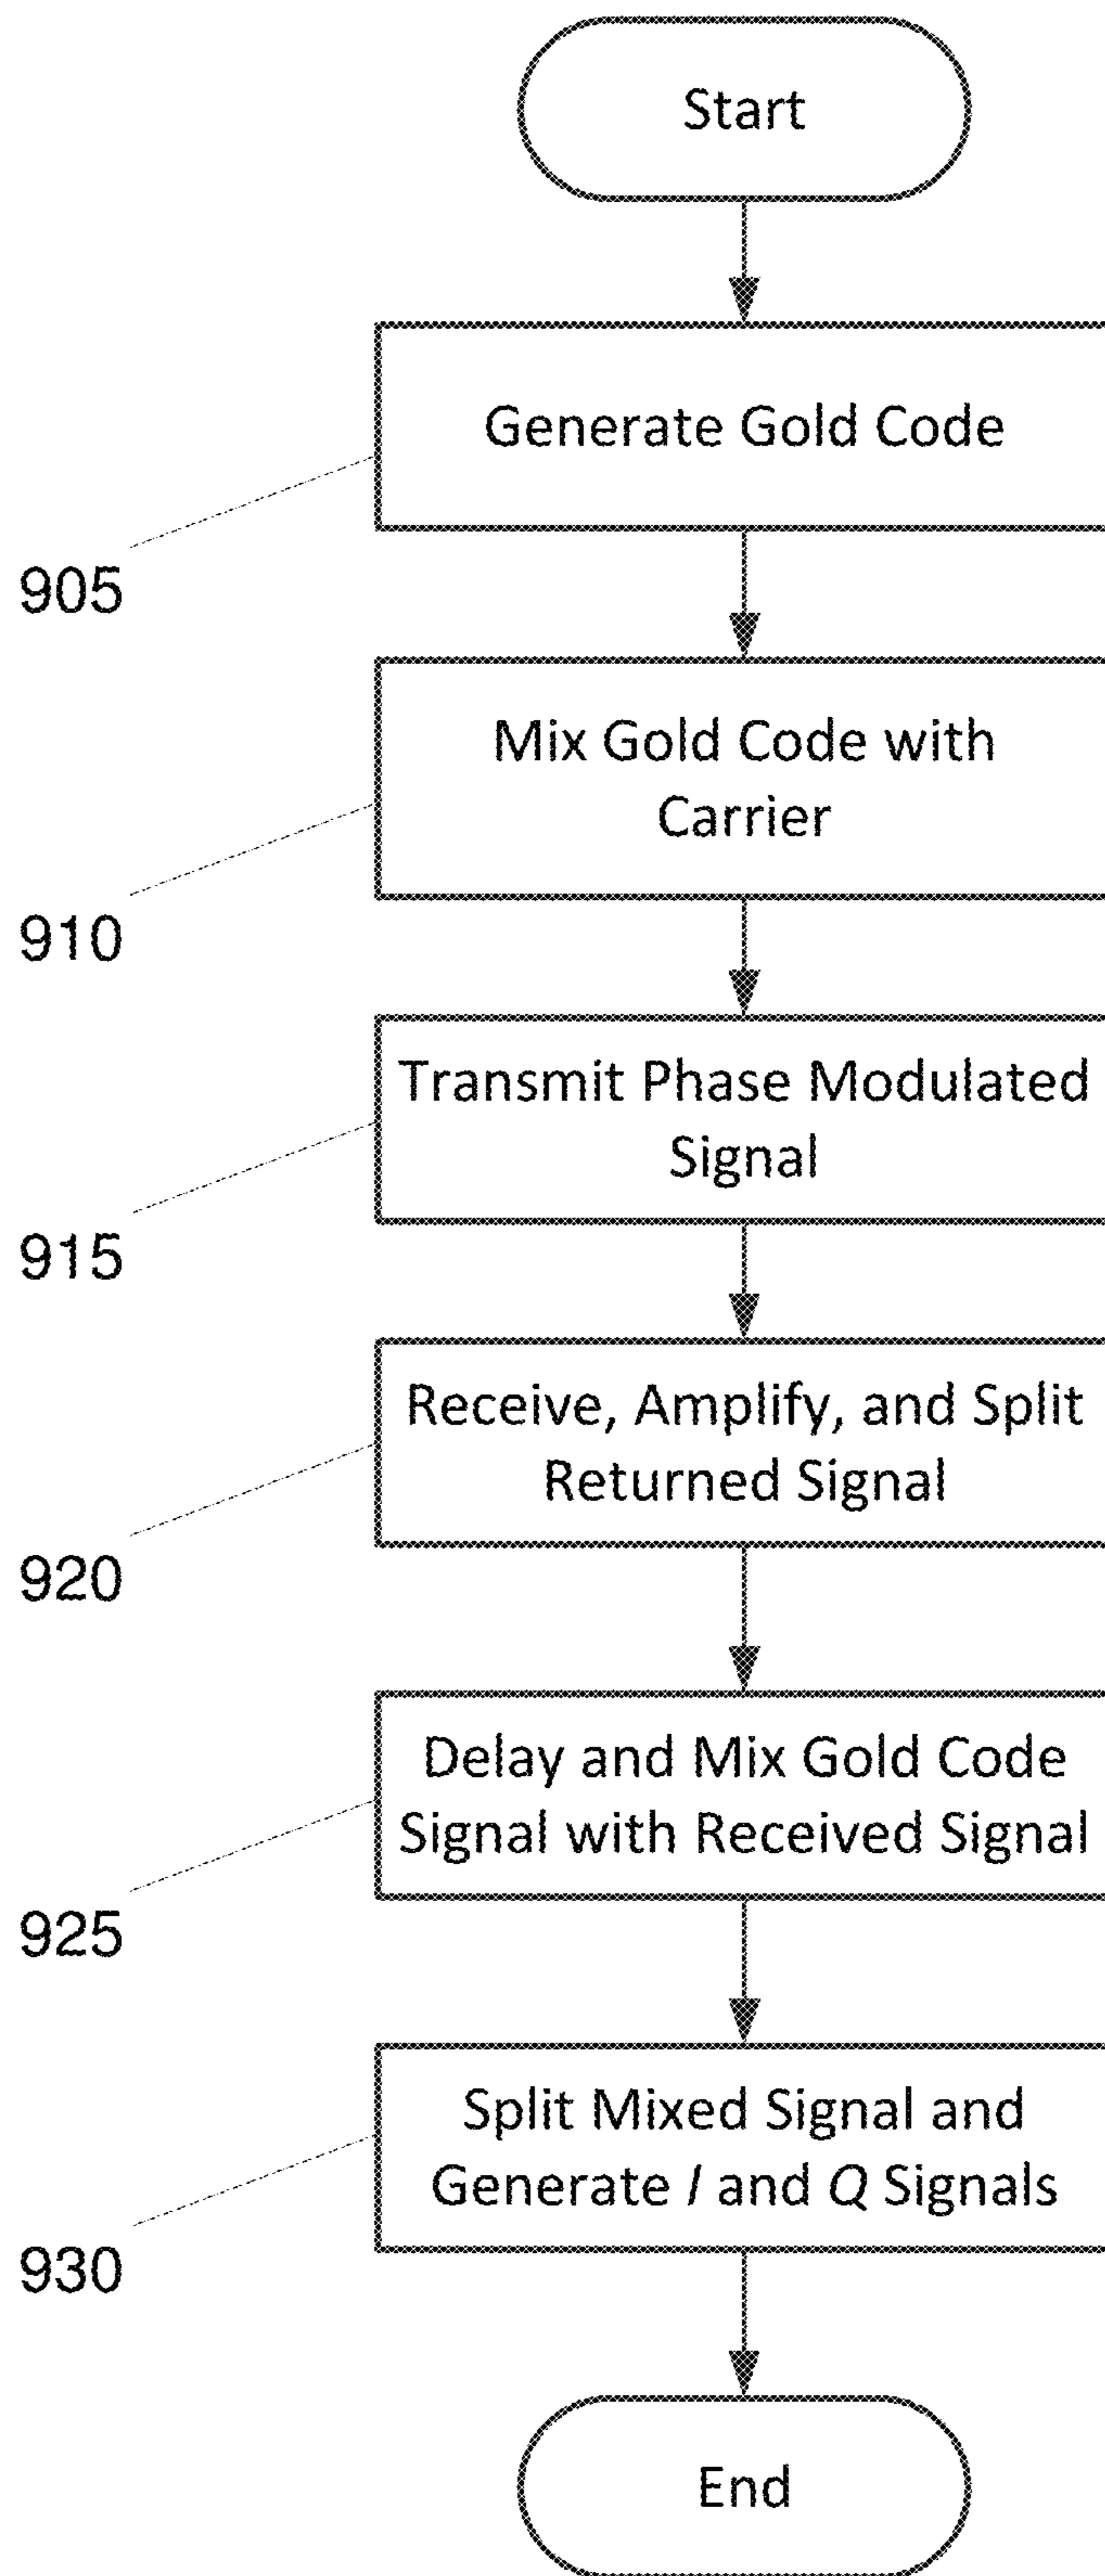 Start
Generate Gold Code
905
Mix Gold Code with
Carrier
910
Transmit Phase Modulated
Signal
915
Receive, Amplify, and Split
Returned Signal
920
Delay and Mix Gold Code
Signal with Received Signal
925
Split Mixed Signal and
Generate I and Q Signals
930
End